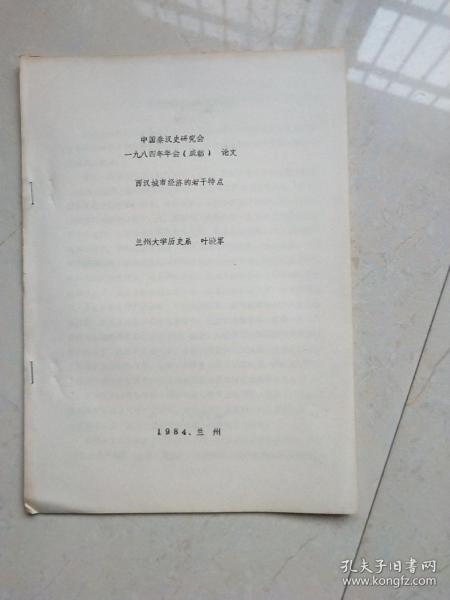 中国秦汉史研究会
一九八四年年会（成都） 论文
西汉城市经济的若干特点
兰州大学历史系 叶骁军
1984.兰 州
孔夫子旧书网
www.kongfz.com